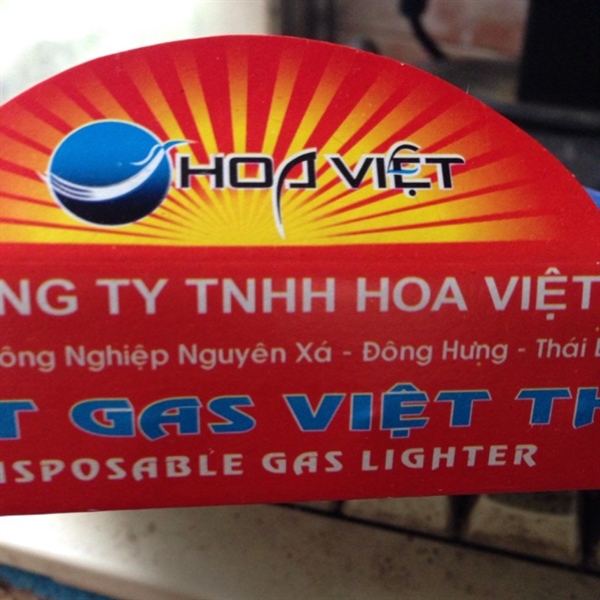 HOA VIỆT
NG TY TNHH HOA VIỆT
ông Nghiệp Nguyên Xá - Đông Hưng - Thái
T GAS VIỆT TH
ISPOSABLE GAS LIGHTER